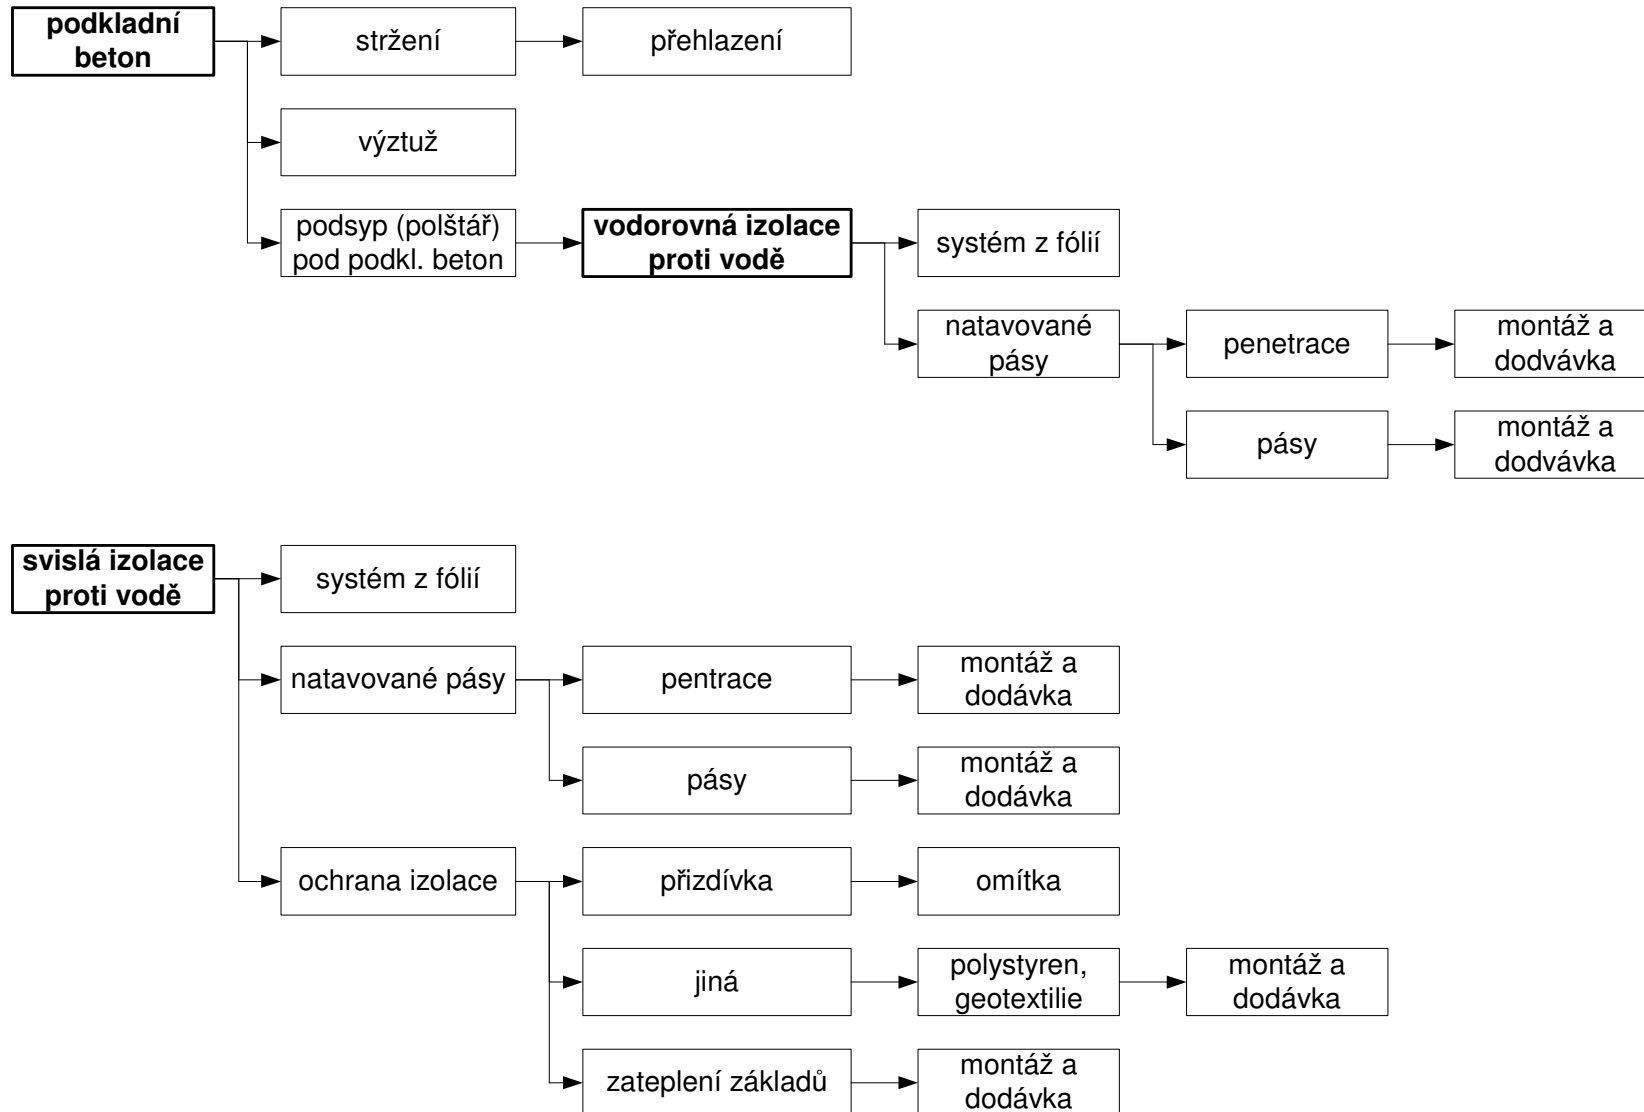 podkladní
beton
stržení
přehlazení
výztuž
podsyp (polštář)
pod podkl. beton
vodorovná izolace
proti vodě
systém z fólií
natavované
pásy
penetrace
montáž a
dodvávka
pásy
montáž a
dodvávka
svislá izolace
proti vodě
systém z fólií
natavované pásy
pentrace
montáž a
dodávka
pásy
montáž a
dodávka
ochrana izolace
přizdívka
omítka
jiná
polystyren,
geotextilie
montáž a
dodávka
zateplení základů
montáž a
dodávka